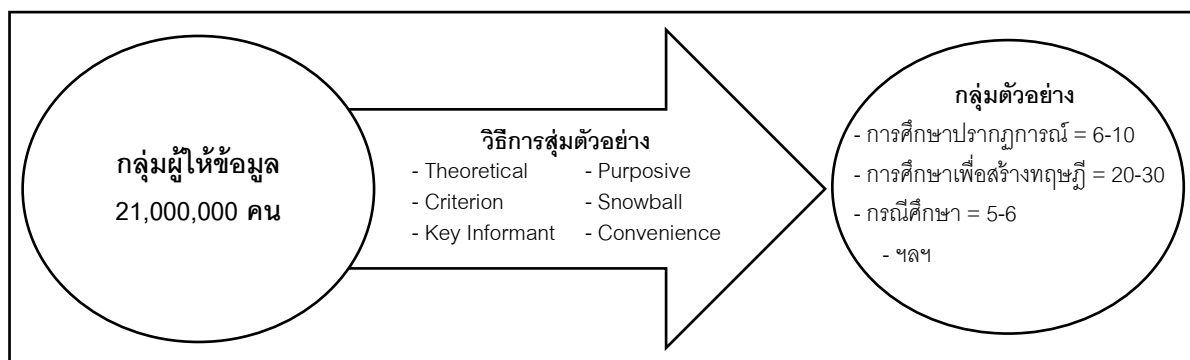 กลุ่มผู้ให้ข้อมูล
21,000,000 คน
วิธีการสุ่มตัวอย่าง
- Theoretical - Purposive
- Criterion - Snowball
- Key Informant - Convenience
กลุ่มตัวอย่าง
- การศึกษาปรากฏการณ์ = 6-10
- การศึกษาเพื่อสร้างทฤษฎี = 20-30
- กรณีศึกษา = 5-6
- ฯลฯ